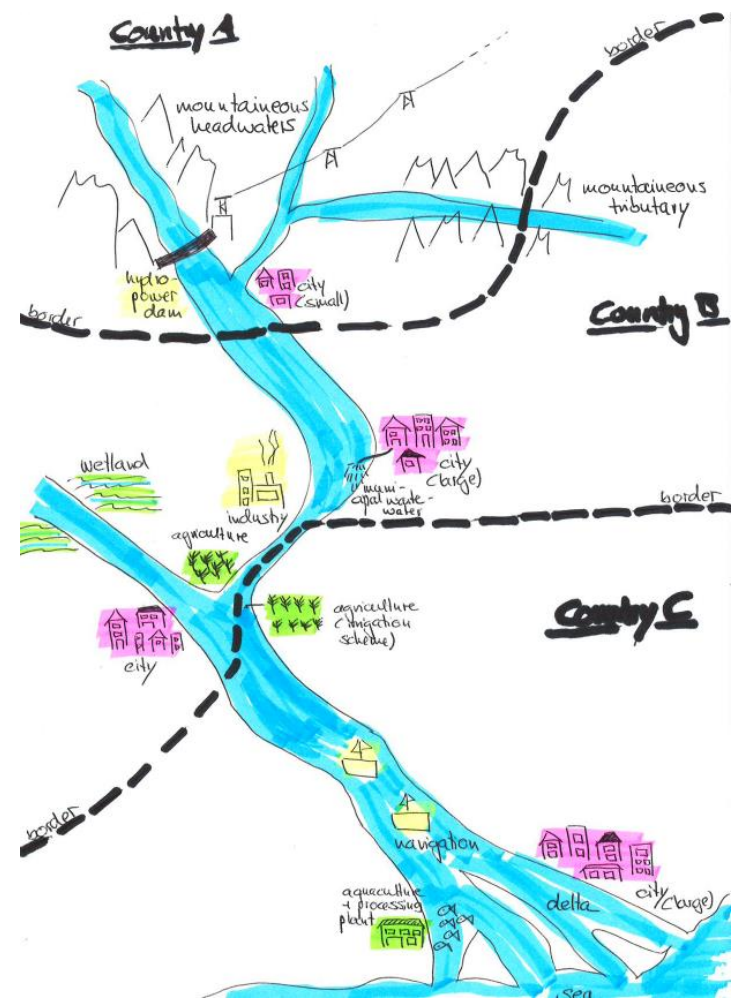 Country A
border
mountaineous
headwaters
mountaineous
tributary
hydro-
power
dam
city
(small)
border
Country B
wetland
city
(large)
muni-
cipal waste-
water
border
industry
agriculture
agriculture
(irrigation
scheme)
Country C
city
border
navigation
aquaculture
+ processing
plant
delta
city (large)
sea